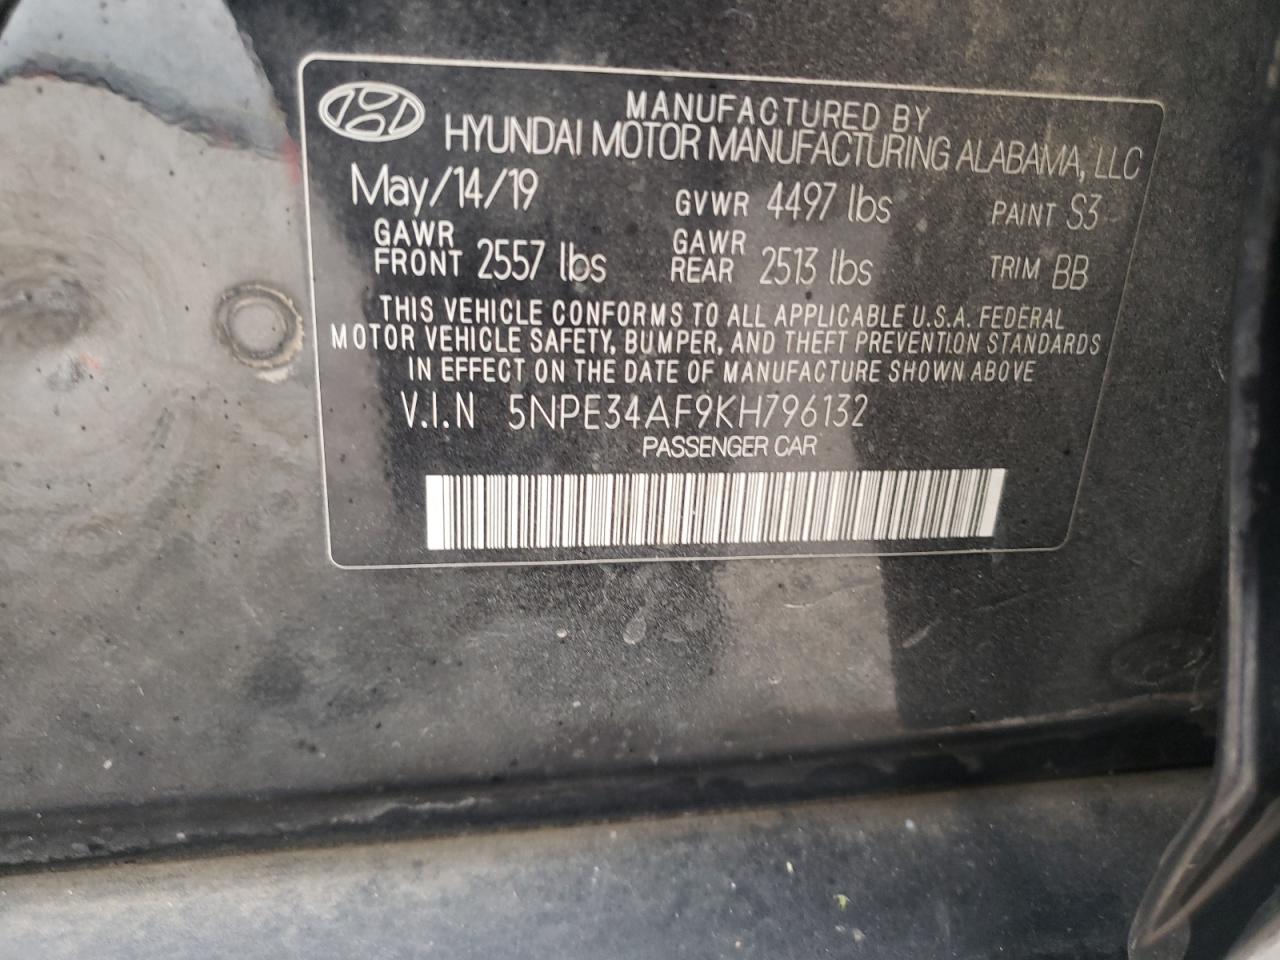 MANUFACTURED BY
HYUNDAI MOTOR MANUFACTURING ALABAMA, LLC
May/14/19 GVWR 4497 lbs PAINT S3
GAWR FRONT 2557 lbs GAWR REAR 2513 lbs TRIM BB
THIS VEHICLE CONFORMS TO ALL APPLICABLE U.S.A. FEDERAL
MOTOR VEHICLE SAFETY, BUMPER, AND THEFT PREVENTION STANDARDS
IN EFFECT ON THE DATE OF MANUFACTURE SHOWN ABOVE
V.I.N 5NPE34AF9KH796132
PASSENGER CAR